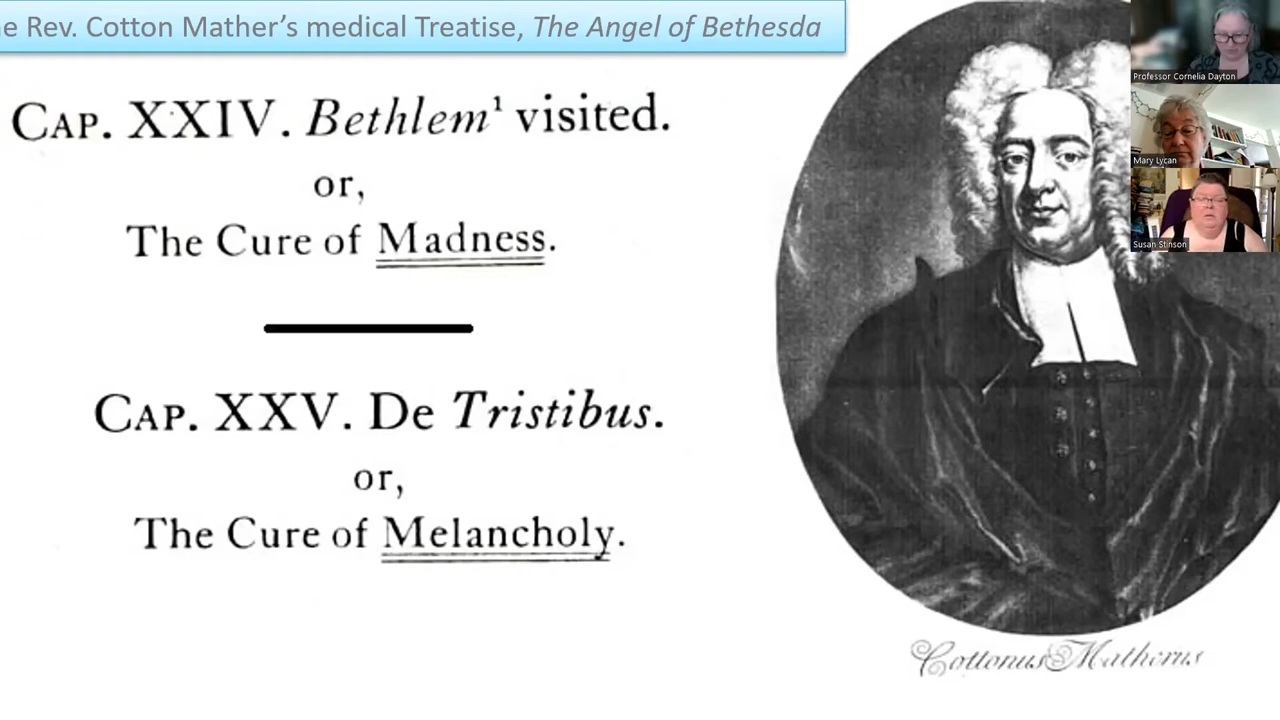 e Rev. Cotton Mather's medical Treatise, The Angel of Bethesda
CAP. XXIV. Bethlem¹ visited.
or,
The Cure of Madness.
CAP. XXV. De Tristibus.
or,
The Cure of Melancholy.
Cottonus Matherus
Professor Cornelia Dayton
Mary Lycan
Susan Stinson